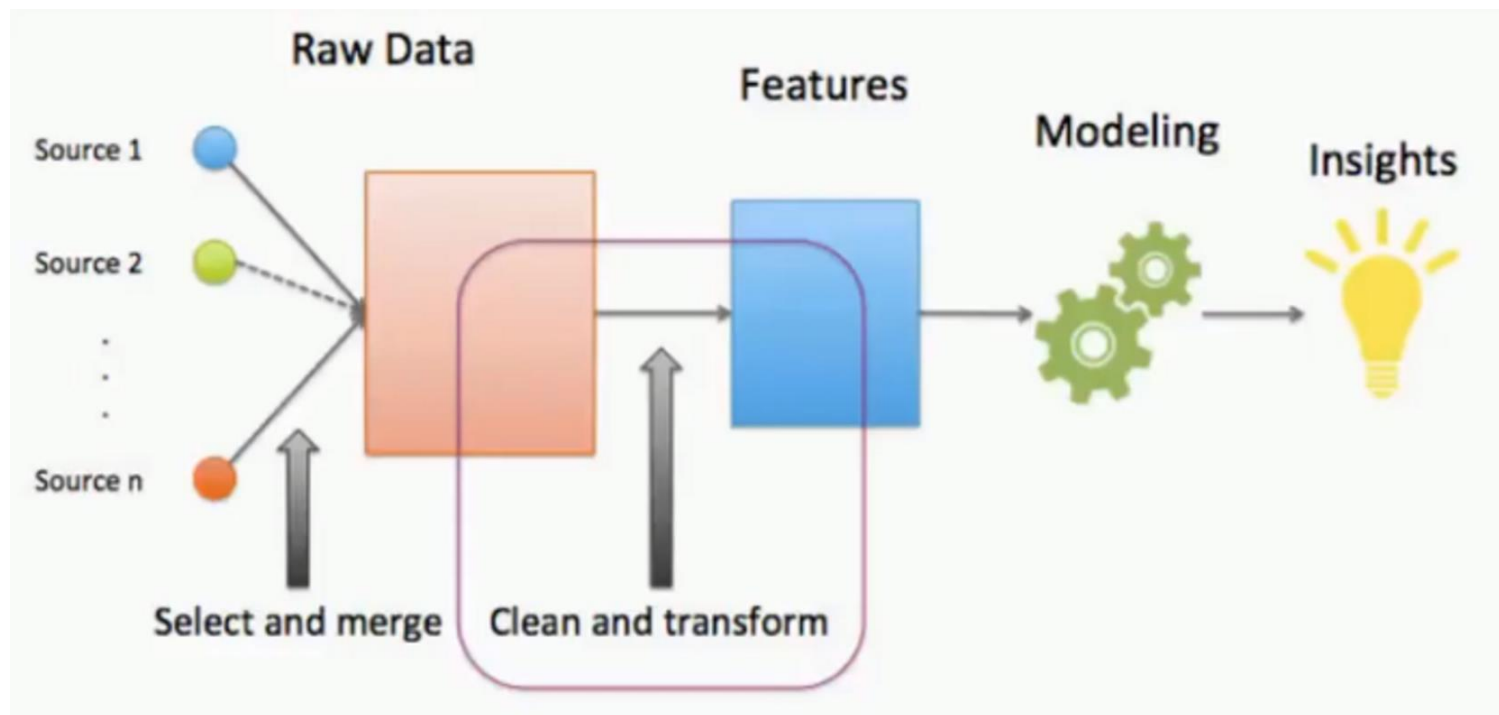 Raw Data
Features
Modeling
Insights
Source 1
Source 2
.
.
.
Source n
Select and merge
Clean and transform